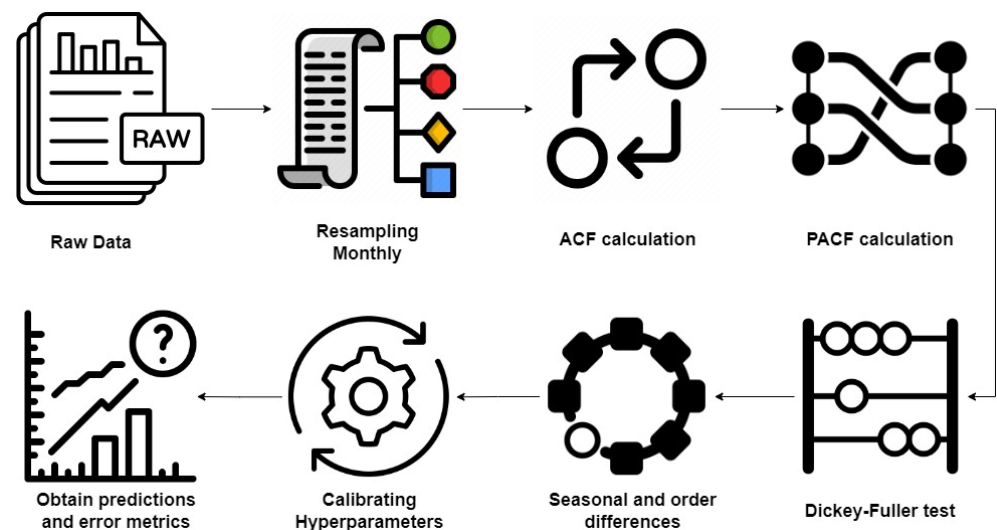 RAW
Raw Data
Resampling
Monthly
ACF calculation
PACF calculation
?
Dickey-Fuller test
Seasonal and order
differences
Calibrating
Hyperparameters
Obtain predictions
and error metrics